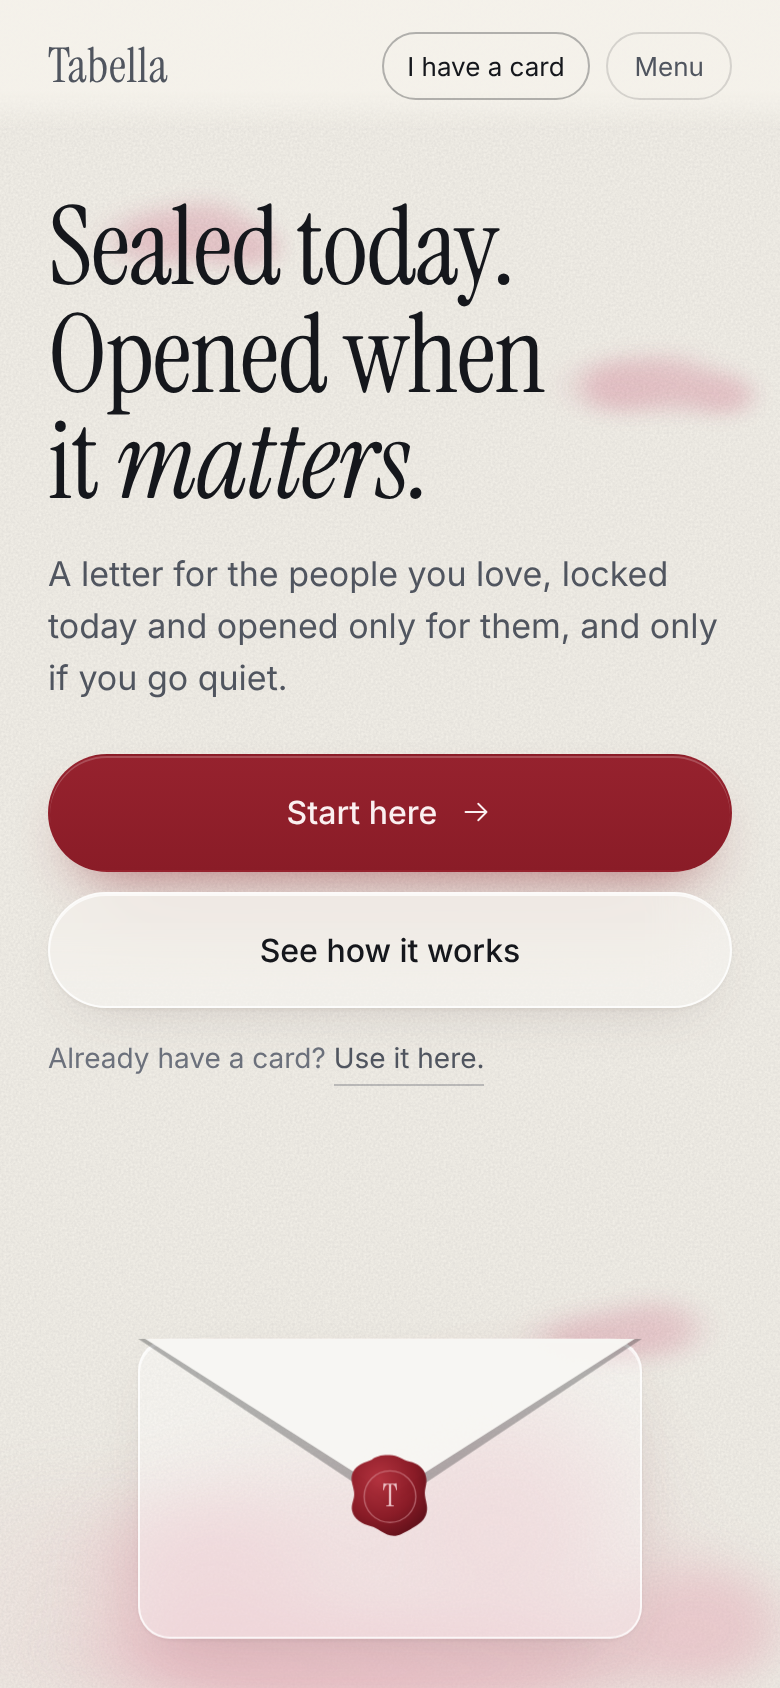 Tabella
I have a card
Menu
Sealed today.
Opened when
it matters.
A letter for the people you love, locked
today and opened only for them, and only
if you go quiet.
Start here →
See how it works
Already have a card? Use it here.
T